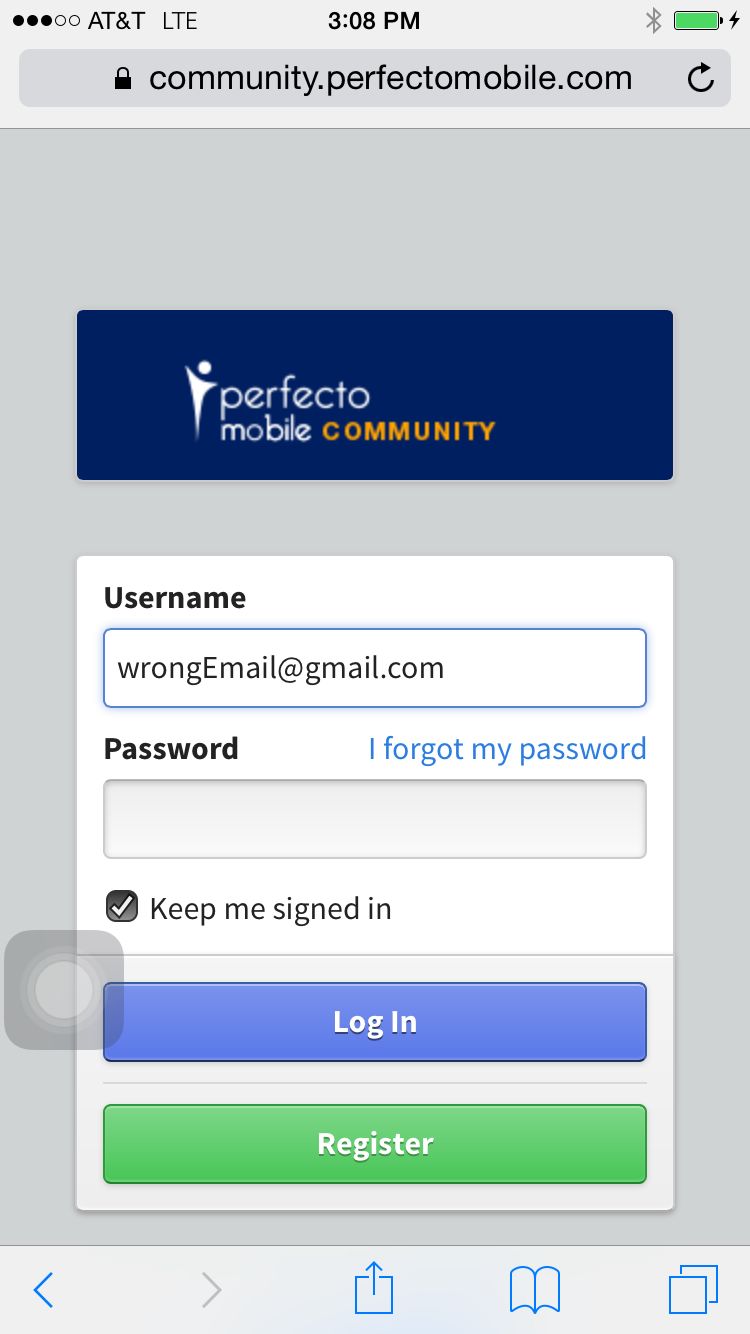 AT&T LTE 3:08 PM
community.perfectomobile.com
perfecto
mobile COMMUNITY
Username
wrongEmail@gmail.com
Password I forgot my password
Keep me signed in
Log In
Register